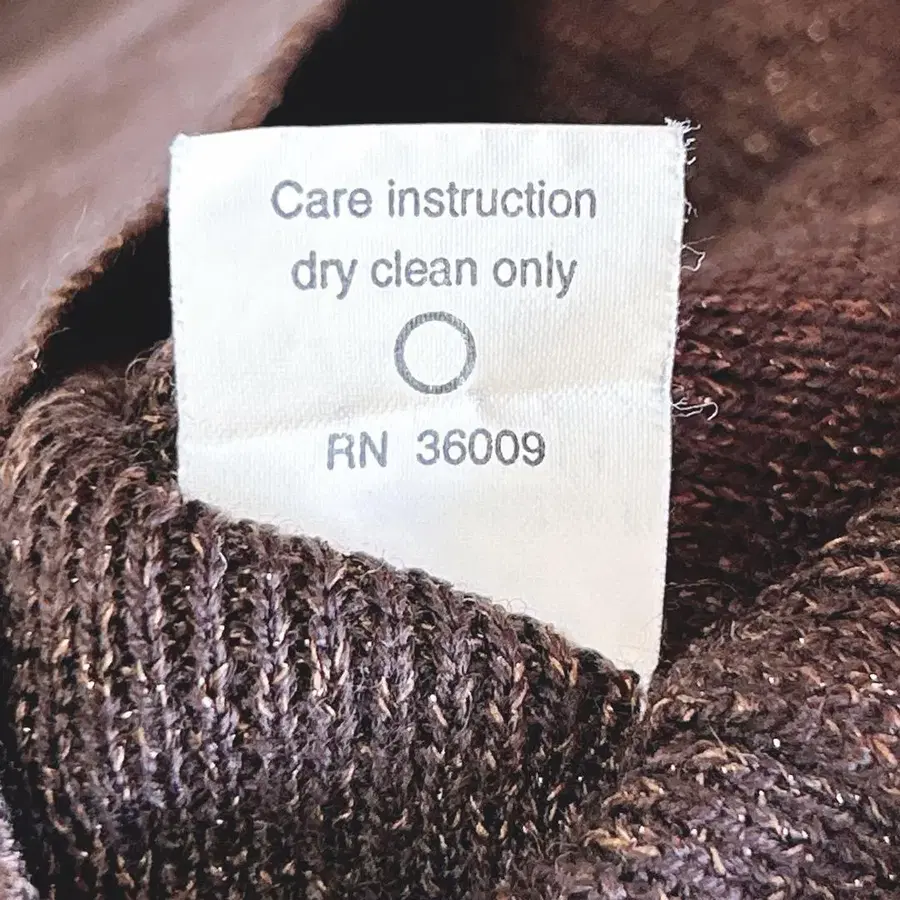 Care instruction
dry clean only
RN 36009